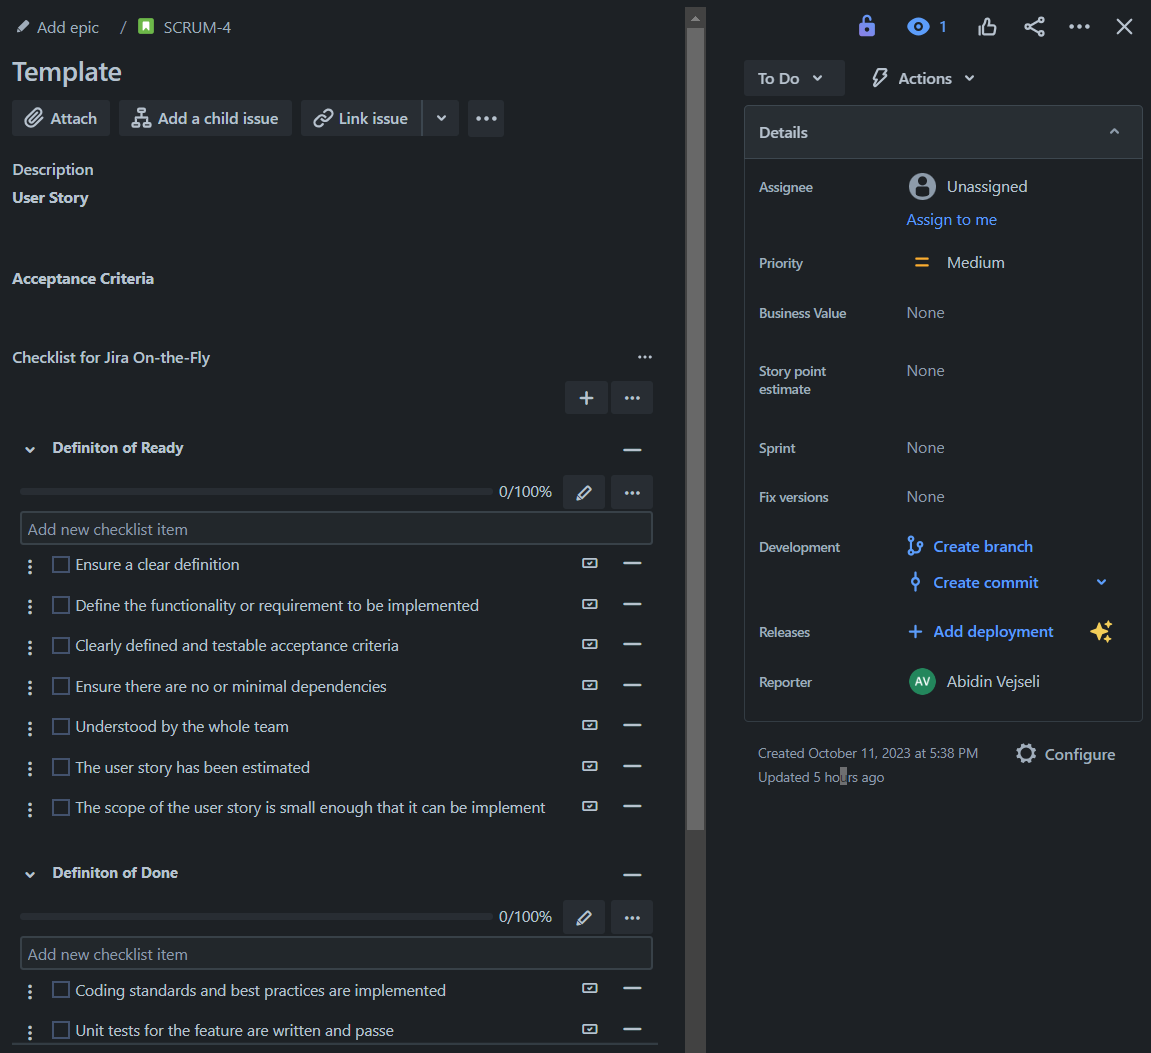 Add epic / SCRUM-4
Template
Attach Add a child issue Link issue
Description
User Story
Acceptance Criteria
Checklist for Jira On-the-Fly
Definiton of Ready
0/100%
Add new checklist item
Ensure a clear definition
Define the functionality or requirement to be implemented
Clearly defined and testable acceptance criteria
Ensure there are no or minimal dependencies
Understood by the whole team
The user story has been estimated
The scope of the user story is small enough that it can be implement
Definiton of Done
0/100%
Add new checklist item
Coding standards and best practices are implemented
Unit tests for the feature are written and passe
1
To Do Actions
Details
Assignee Unassigned
Assign to me
Priority Medium
Business Value None
Story point None
estimate
Sprint None
Fix versions None
Development Create branch
Create commit
Releases Add deployment
Reporter AV Abidin Vejseli
Created October 11, 2023 at 5:38 PM Configure
Updated 5 hours ago